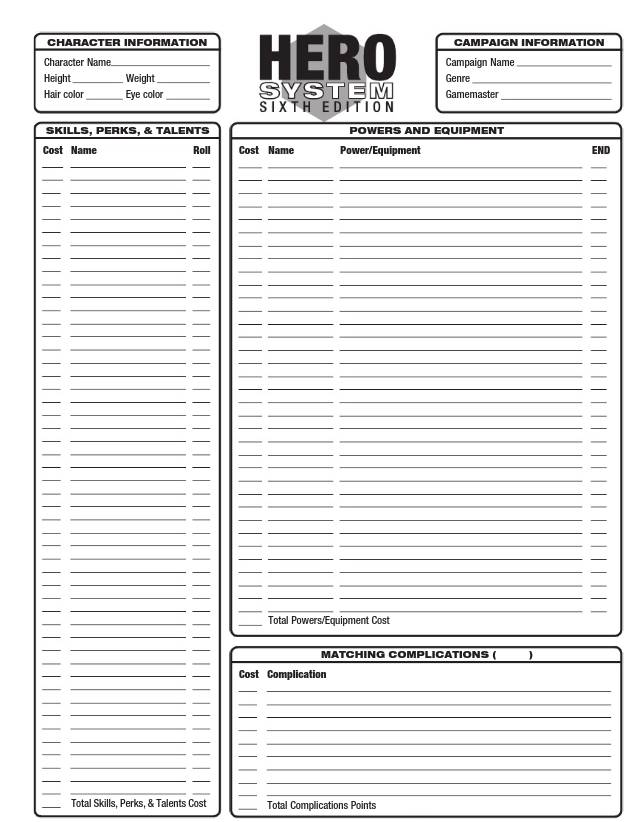 CHARACTER INFORMATION
Character Name
Height Weight
Hair color Eye color
HERO
SYSTEM
SIXTH EDITION
CAMPAIGN INFORMATION
Campaign Name
Genre
Gamemaster
SKILLS, PERKS, & TALENTS
Cost Name Roll
Total Skills, Perks, & Talents Cost
POWERS AND EQUIPMENT
Cost Name Power/Equipment END
Total Powers/Equipment Cost
MATCHING COMPLICATIONS ( )
Cost Complication
Total Complications Points